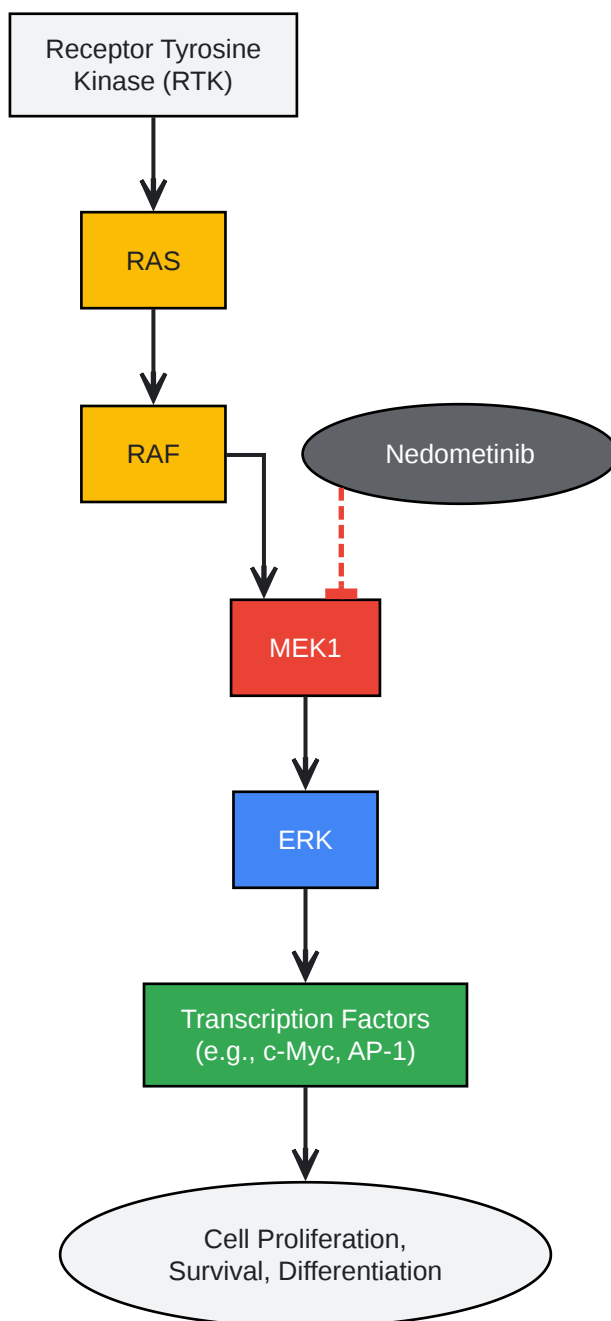 Receptor Tyrosine
Kinase (RTK)
RAS
RAF
Nedometinib
MEK1
ERK
Transcription Factors
(e.g., c-Myc, AP-1)
Cell Proliferation,
Survival, Differentiation